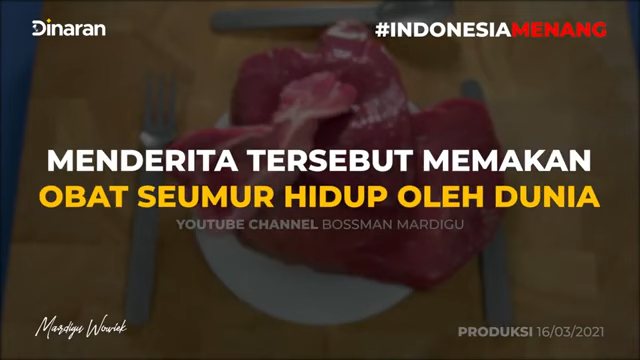 Dinaran
#INDONESIAMENANG
MENDERITA TERSEBUT MEMAKAN
OBAT SEUMUR HIDUP OLEH DUNIA
YOUTUBE CHANNEL BOSSMAN MARDIGU
Mardigu Wowiek
PRODUKSI 16/03/2021